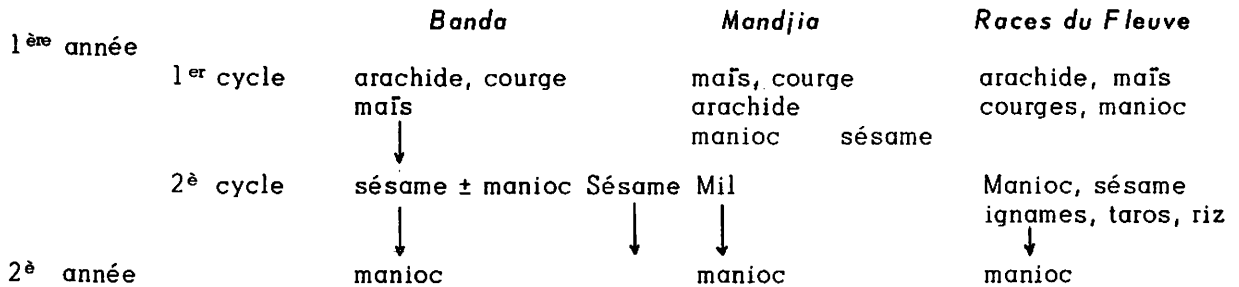 Banda Mandjia Races du Fleuve
1ère année
1er cycle arachide, courge maïs, courge arachide, maïs
maïs arachide courges, manioc
manioc sésame
2è cycle sésame ± manioc Sésame Mil Manioc, sésame
ignames, taros, riz
2è année manioc manioc manioc